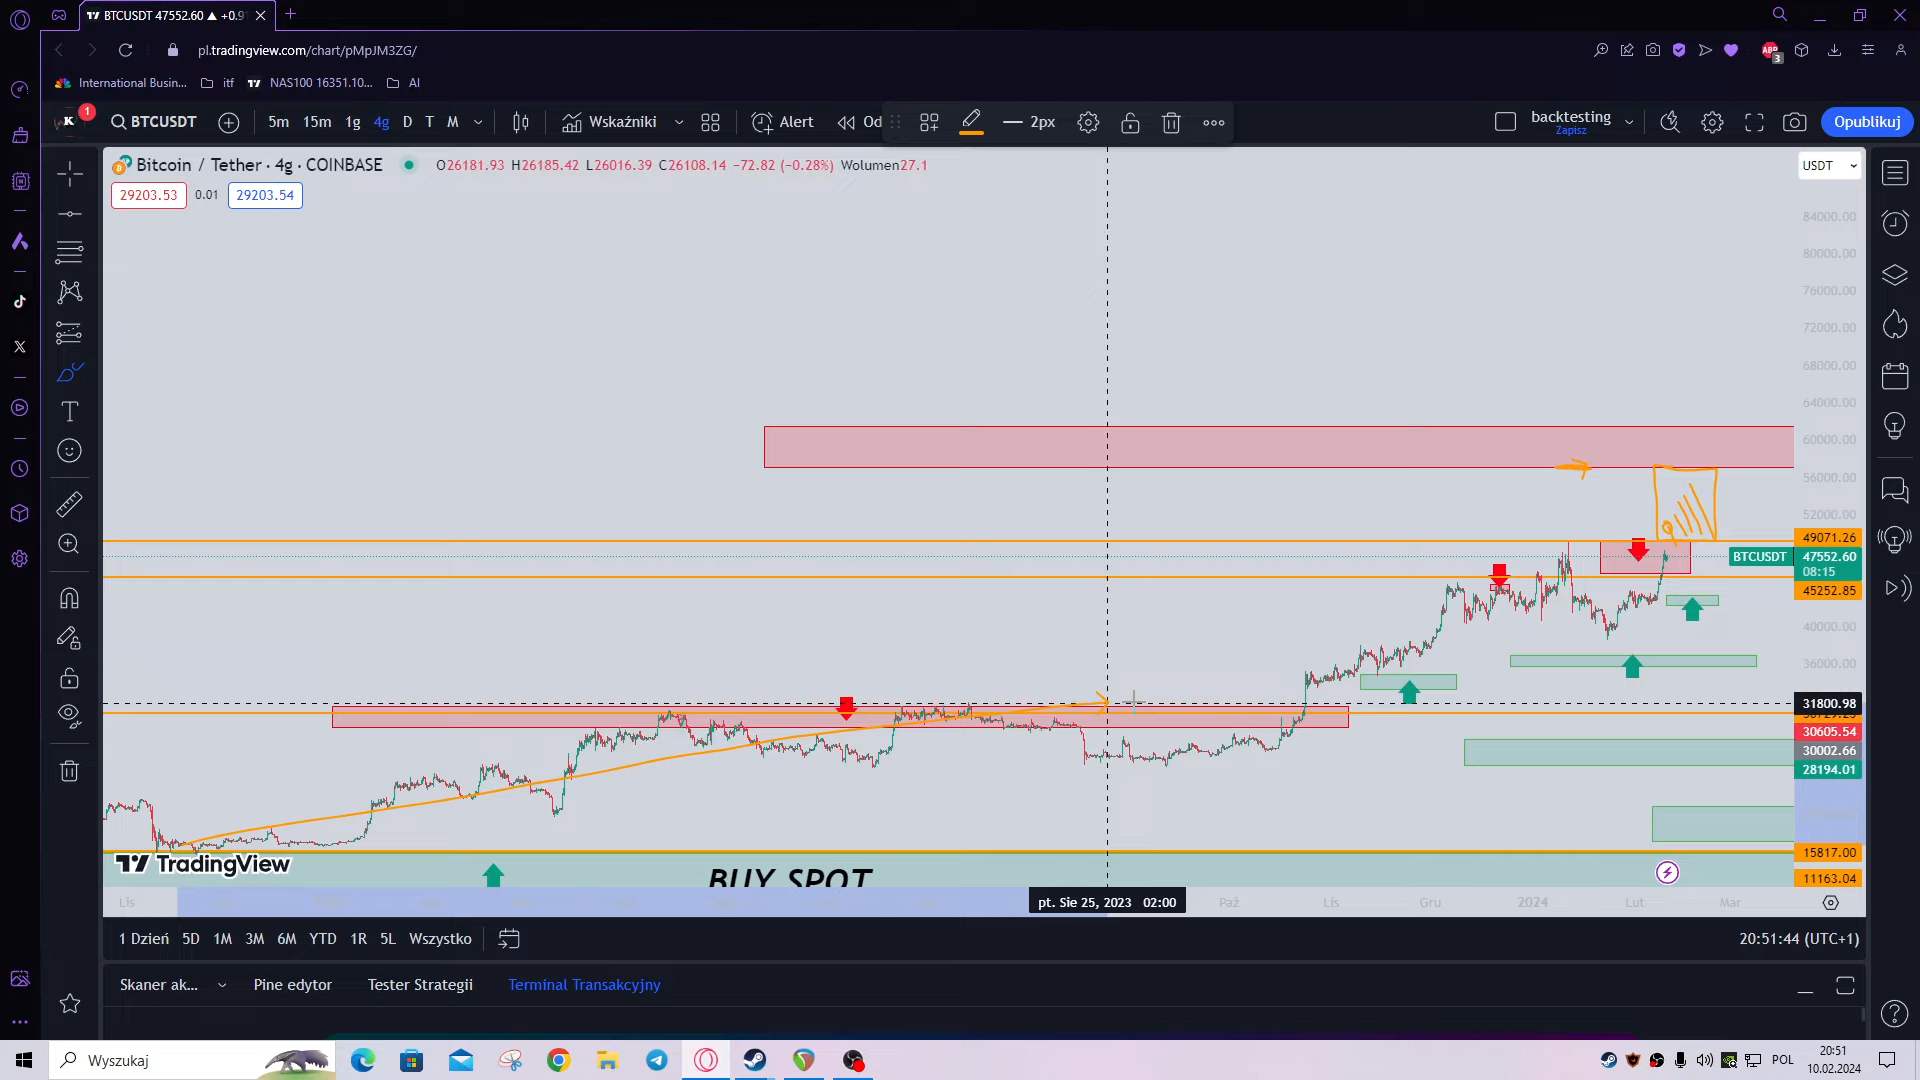 BTCUSDT 47552.60 ▲ +0.9
pl.tradingview.com/chart/pMpJM3ZG/
3
International Busin... itf NAS100 16351.10... AI
K 1 BTCUSDT 5m 15m 1g 4g D T M Wskaźniki Alert Od 2px backtesting Opublikuj
Zapisz
Bitcoin / Tether · 4g · COINBASE O26181.93 H26185.42 L26016.39 C26108.14 −72.82 (−0.28%) Wolumen27.1 USDT
29203.53 0.01 29203.54
84000.00
80000.00
76000.00
72000.00
68000.00
64000.00
60000.00
56000.00
52000.00
49071.26
BTCUSDT 47552.60
08:15
45252.85
40000.00
36000.00
31800.98
30605.54
30002.66
28194.01
15817.00
TradingView
BUY SPOT
11163.04
Lis pt. Sie 25, 2023 02:00 Paź Lis Gru 2024 Lut Mar
1 Dzień 5D 1M 3M 6M YTD 1R 5L Wszystko 20:51:44 (UTC+1)
Skaner ak... Pine edytor Tester Strategii Terminal Transakcyjny
Wyszukaj POL 20:51
10.02.2024